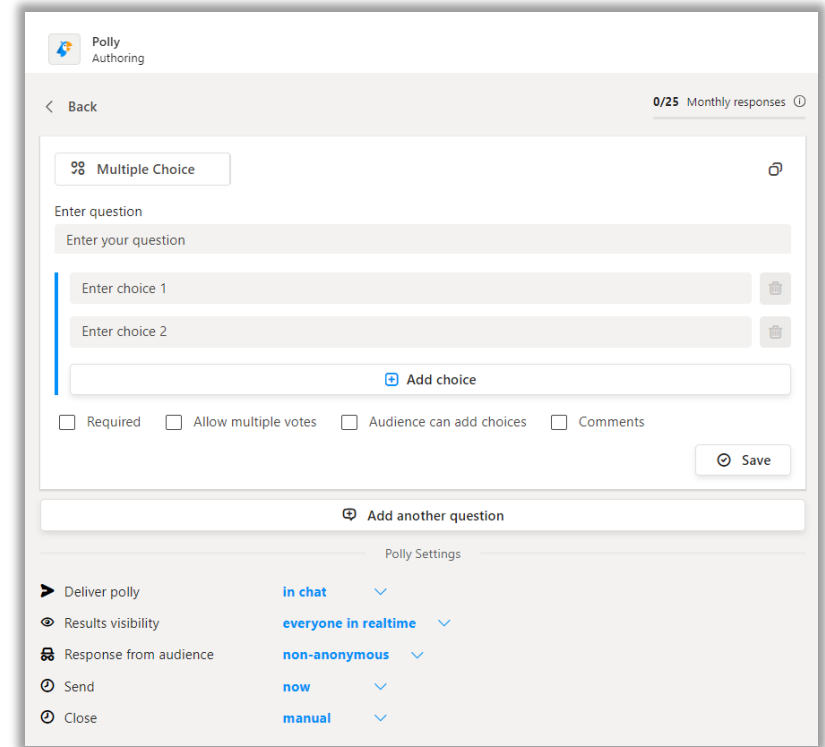 Polly
Authoring
Back
0/25 Monthly responses
Multiple Choice
Enter question
Enter your question
Enter choice 1
Enter choice 2
Add choice
Required Allow multiple votes Audience can add choices Comments
Save
Add another question
Polly Settings
Deliver polly in chat
Results visibility everyone in realtime
Response from audience non-anonymous
Send now
Close manual